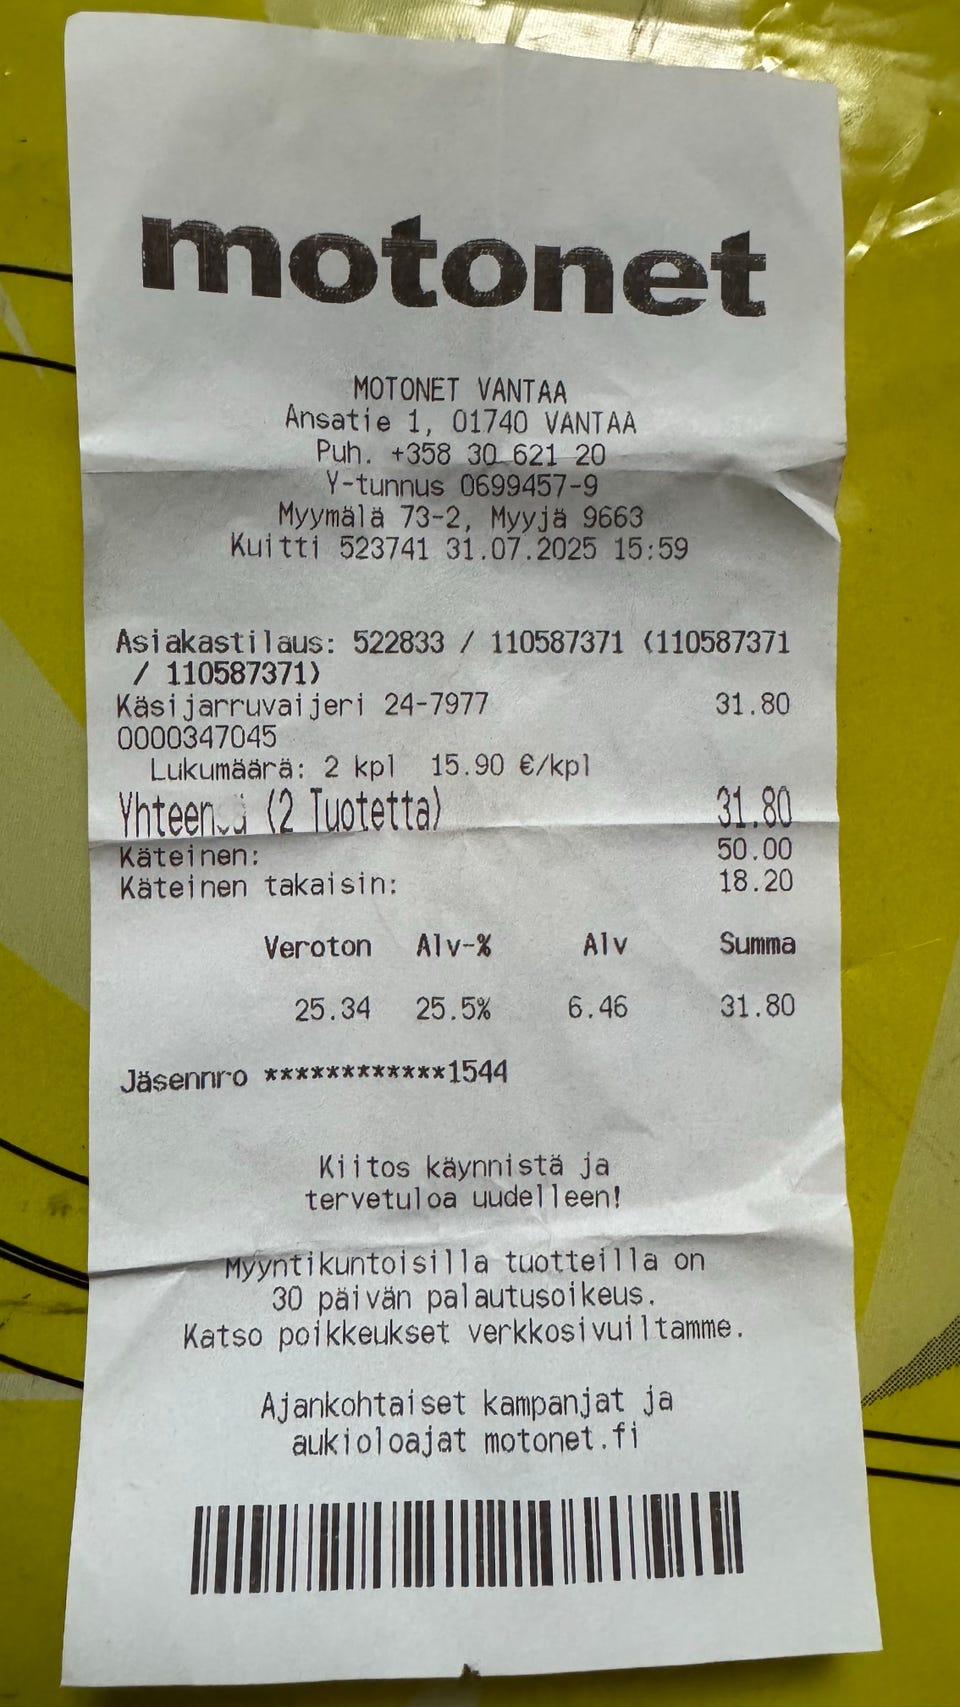 motonet
MOTONET VANTAA
Ansatie 1, 01740 VANTAA
Puh. +358 30 621 20
Y-tunnus 0699457-9
Myymälä 73-2, Myyjä 9663
Kuitti 523741 31.07.2025 15:59
Asiakastilaus: 522833 / 110587371 (110587371
/ 110587371)
Käsijarruvaijeri 24-7977 31.80
0000347045
Lukumäärä: 2 kpl 15.90 €/kpl
Yhteensä (2 Tuotetta) 31.80
Käteinen: 50.00
Käteinen takaisin: 18.20
Veroton Alv-% Alv Summa
25.34 25.5% 6.46 31.80
Jäsennro ************1544
Kiitos käynnistä ja
tervetuloa uudelleen!
Myyntikuntoisilla tuotteilla on
30 päivän palautusoikeus.
Katso poikkeukset verkkosivuiltamme.
Ajankohtaiset kampanjat ja
aukioloajat motonet.fi